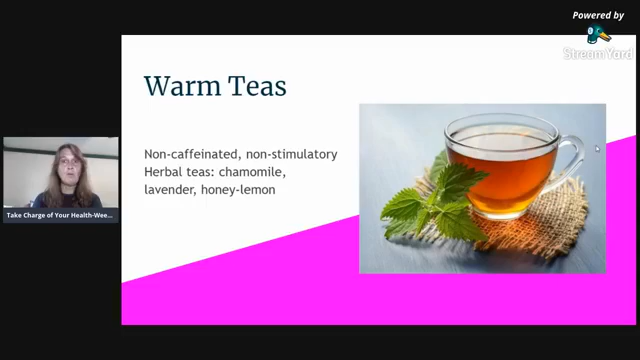 Powered by
StreamYard
Warm Teas
Non-caffeinated, non-stimulatory
Herbal teas: chamomile,
lavender, honey-lemon
Take Charge of Your Health-Wee...